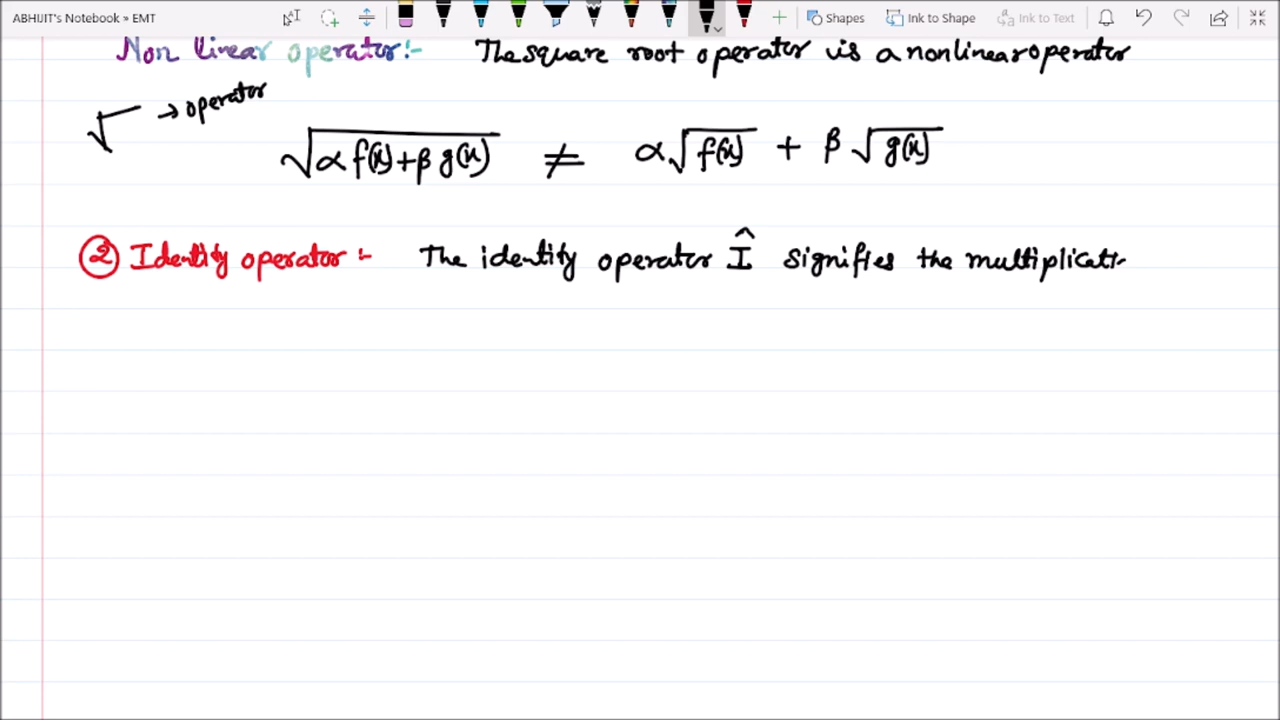 ABHIJIT's Notebook » EMT Shapes Ink to Shape Ink to Text
Non linear operator:- The square root operator is a nonlinear operator
√ → operator
√(α f(x) + β g(x)) ≠ α√f(x) + β √g(x)
② Identity operator :- The identity operator Î signifies the multiplicati